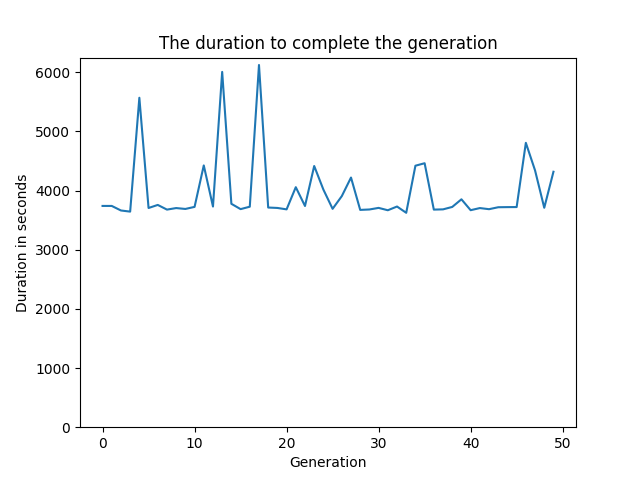 The duration to complete the generation
6000
5000
4000
3000
2000
1000
0
Duration in seconds
0 10 20 30 40 50
Generation